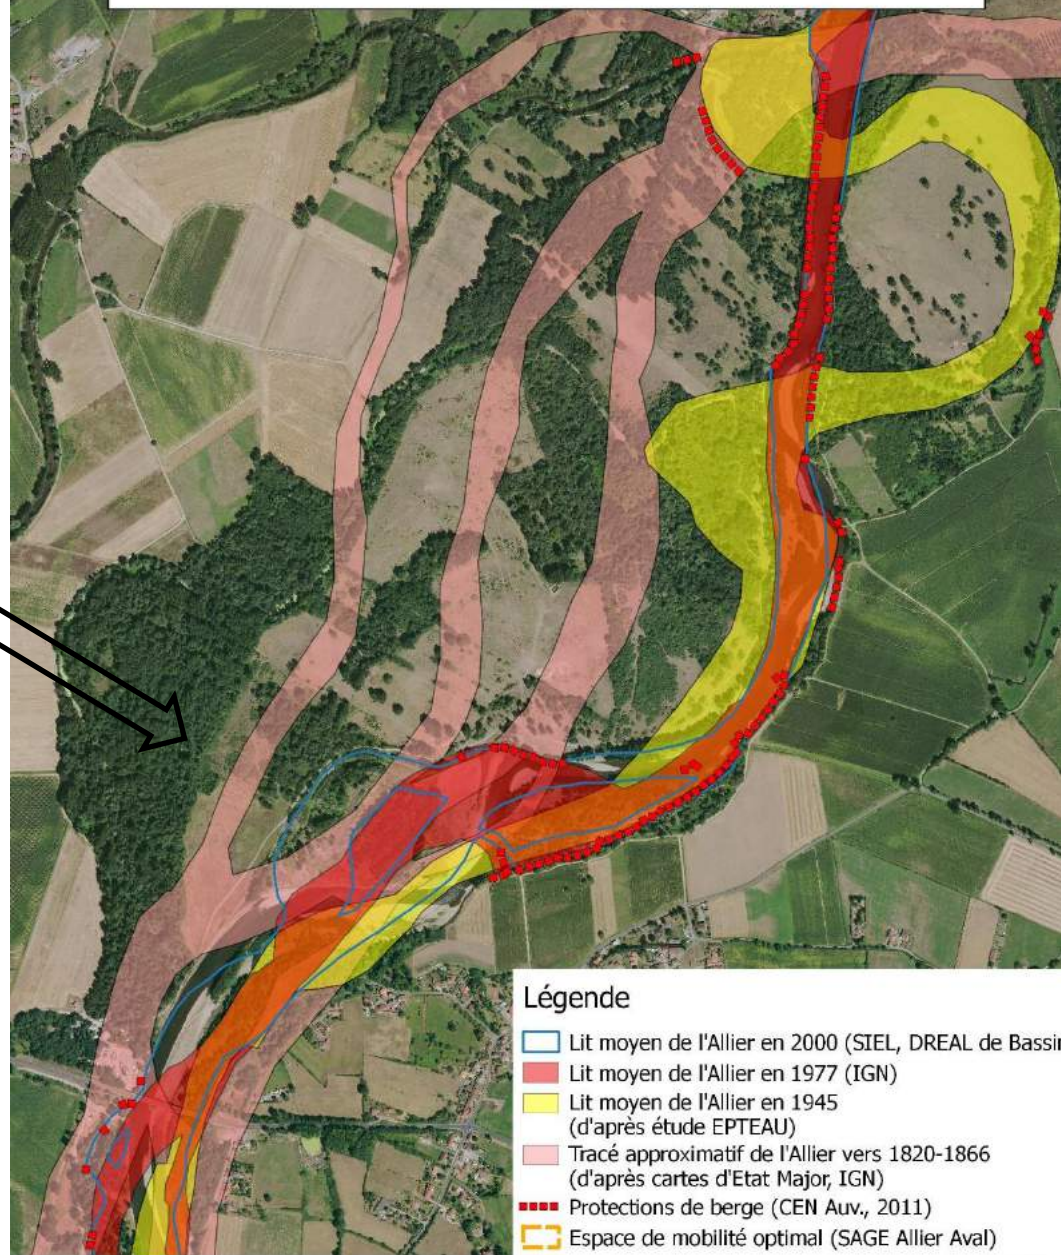 Légende
Lit moyen de l'Allier en 2000 (SIEL, DREAL de Bassin
Lit moyen de l'Allier en 1977 (IGN)
Lit moyen de l'Allier en 1945
(d'après étude EPTEAU)
Tracé approximatif de l'Allier vers 1820-1866
(d'après cartes d'Etat Major, IGN)
Protections de berge (CEN Auv., 2011)
Espace de mobilité optimal (SAGE Allier Aval)